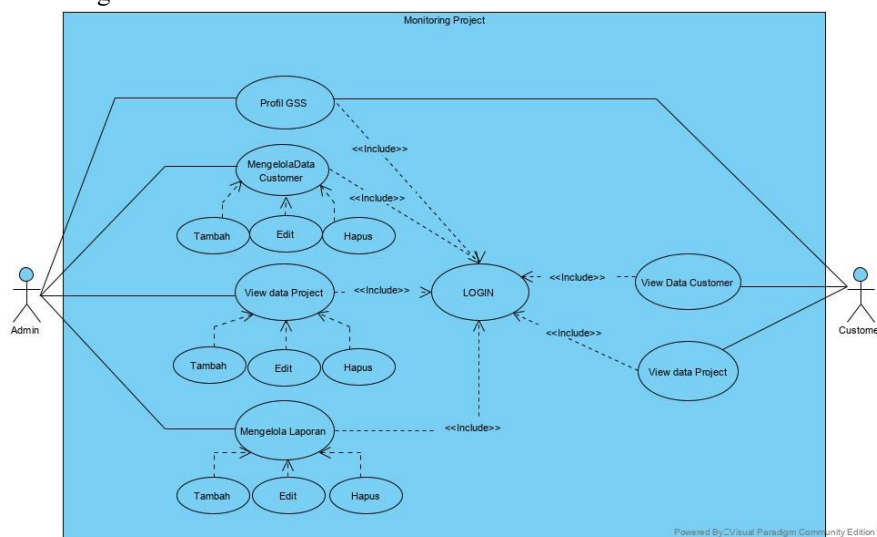 Monitoring Project
Profil GSS
<<Include>>
MengelolaData
Customer
<<Include>>
Tambah
Edit
Hapus
View data Project
<<Include>>
LOGIN
<<Include>>
View Data Customer
Admin
Custome
Tambah
Edit
Hapus
<<Include>>
View data Project
Mengelola Laporan
<<Include>>
Tambah
Edit
Hapus
Powered By Visual Paradigm Community Edition